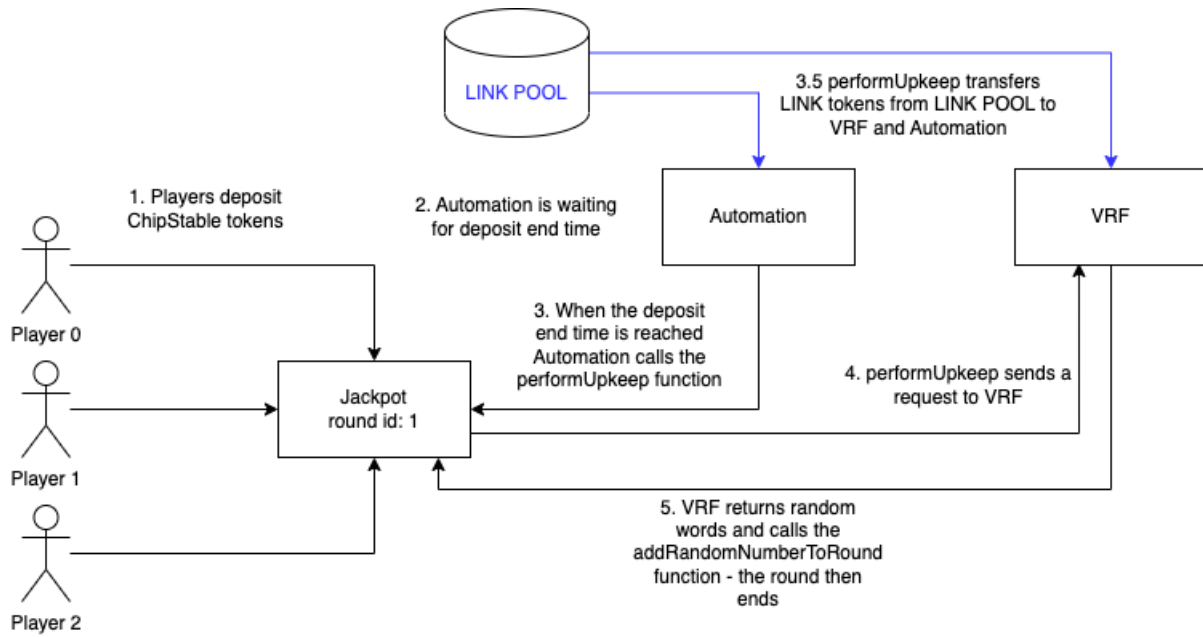 LINK POOL
3.5 performUpkeep transfers
LINK tokens from LINK POOL to
VRF and Automation
1. Players deposit
ChipStable tokens
2. Automation is waiting
for deposit end time
Automation
VRF
Player 0
3. When the deposit
end time is reached
Automation calls the
performUpkeep function
4. performUpkeep sends a
request to VRF
Jackpot
round id: 1
Player 1
5. VRF returns random
words and calls the
addRandomNumberToRound
function - the round then
ends
Player 2